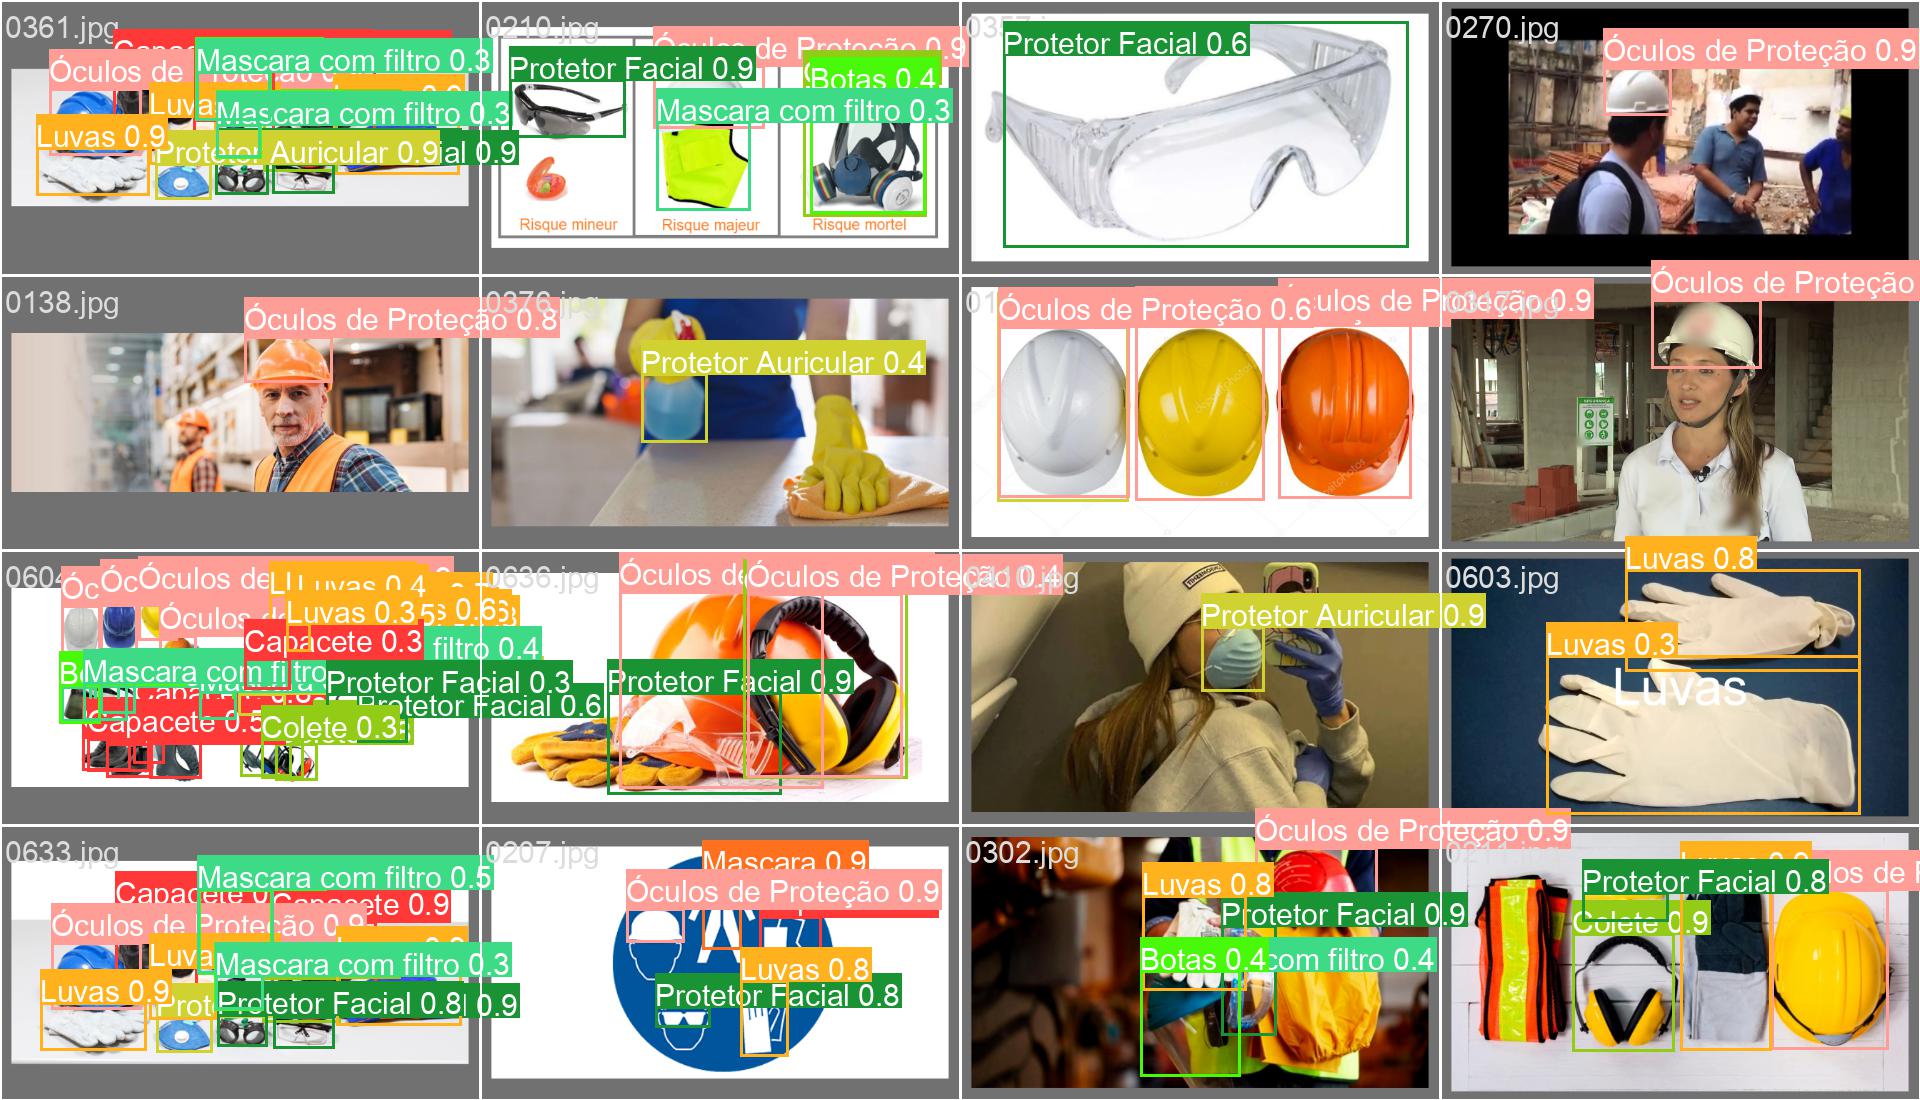 0361.jpg
Óculos de
Mascara com filtro 0.3
Luvas
Mascara com filtro 0.3
Luvas 0.9
Protetor Auricular 0.9
ial 0.9
0210.jpg
Óculos de Proteção 0.9
Protetor Facial 0.9
Botas 0.4
Mascara com filtro 0.3
Risque mineur
Risque majeur
Risque mortel
Protetor Facial 0.6
0270.jpg
Óculos de Proteção 0.9
0138.jpg
Óculos de Proteção 0.8
0376.jpg
Protetor Auricular 0.4
Óculos de Proteção 0.6
culos de Proteção 0.9
Óculos de Proteção
0604
Óc
Óc
Óculos de
Luvas 0.4
Luvas 0.3
0.6
Óculos d
Capacete 0.3
filtro 0.4
Mascara com filtro
Protetor Facial 0.3
Protetor Facial 0.6
Capacete 0.5
Colete 0.3
0636.jpg
Óculos de
Óculos de Proteção 0.4
Protetor Facial 0.9
Protetor Auricular 0.9
Luvas 0.8
0603.jpg
Luvas 0.3
Luvas
0633.jpg
Mascara com filtro 0.5
Capacete 0.9
Óculos de Proteção 0.9
Luvas
Mascara com filtro 0.3
Luvas 0.9
Prote
Protetor Facial 0.8
0.9
0207.jpg
Mascara 0.9
Óculos de Proteção 0.9
Luvas 0.8
Protetor Facial 0.8
0302.jpg
Óculos de Proteção 0.9
Luvas 0.8
Protetor Facial 0.9
Botas 0.4
com filtro 0.4
Luvas 0.9
Protetor Facial 0.8
los de P
Colete 0.9